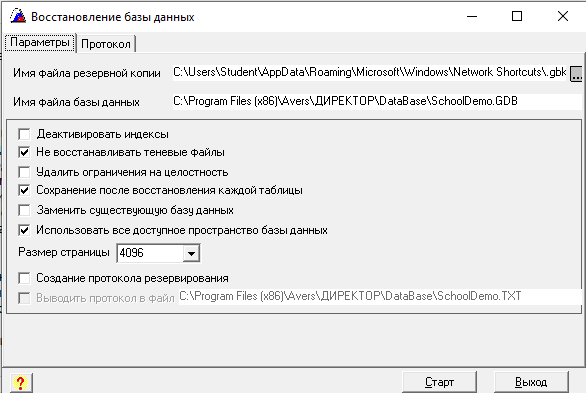 Восстановление базы данных
Параметры Протокол
Имя файла резервной копии C:\Users\Student\AppData\Roaming\Microsoft\Windows\Network Shortcuts\.gbk ...
Имя файла базы данных C:\Program Files (x86)\Avers\ДИРЕКТОР\DataBase\SchoolDemo.GDB
Деактивировать индексы
Не восстанавливать теневые файлы
Удалить ограничения на целостность
Сохранение после восстановления каждой таблицы
Заменить существующую базу данных
Использовать все доступное пространство базы данных
Размер страницы 4096
Создание протокола резервирования
Выводить протокол в файл C:\Program Files (x86)\Avers\ДИРЕКТОР\DataBase\SchoolDemo.TXT
? Старт Выход